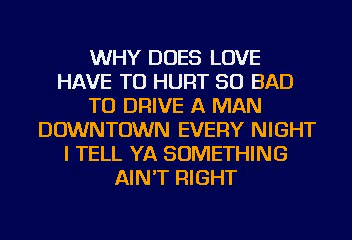 WHY DOES LOVE
HAVE TO HURT SO BAD
TO DRIVE A MAN
DOWNTOWN EVERY NIGHT
I TELL YA SOMETHING
AIN'T RIGHT